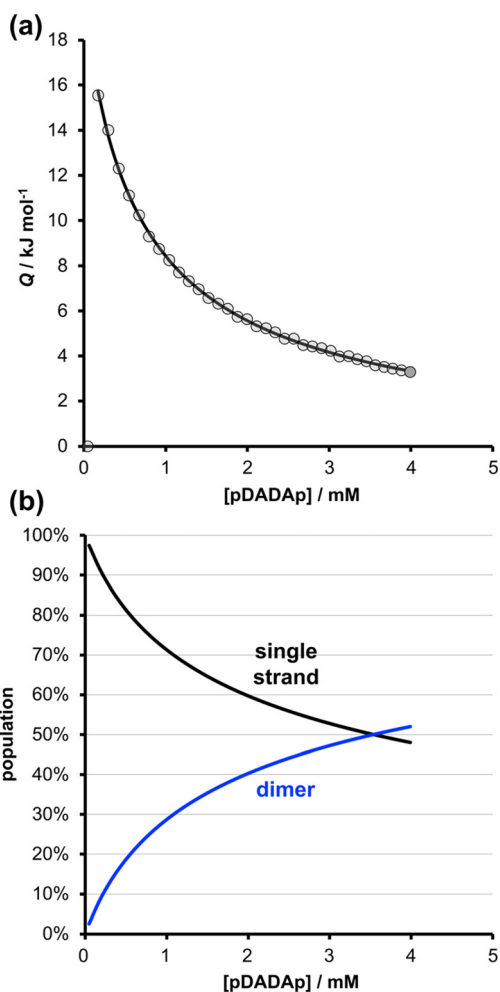 (a)
18
16
14
12
10
8
6
4
2
0
Q / kJ mol-1
0 1 2 3 4 5
[pDADAp] / mM
(b)
100%
90%
80%
70%
60%
50%
40%
30%
20%
10%
0%
population
single
strand
dimer
0 1 2 3 4 5
[pDADAp] / mM